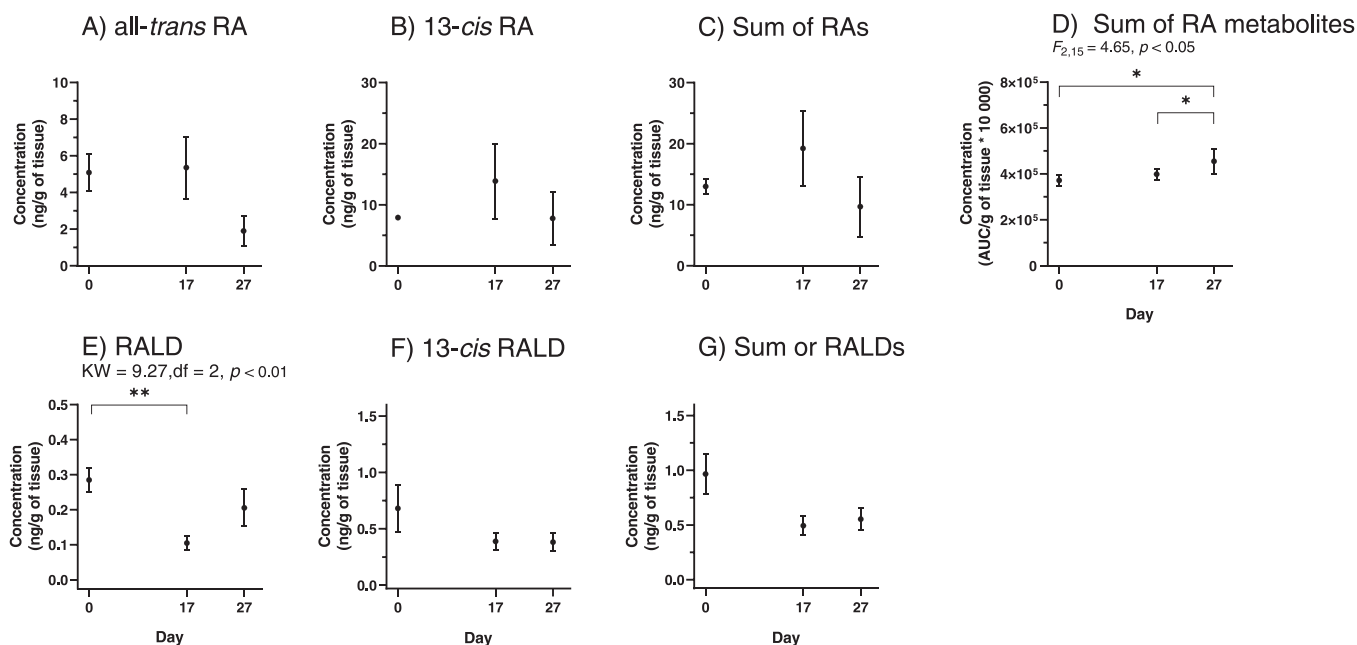 A) all-trans RA
10
8
6
4
2
0
Concentration
(ng/g of tissue)
0 17 27
B) 13-cis RA
30
20
10
0
Concentration
(ng/g of tissue)
0 17 27
C) Sum of RAs
30
20
10
0
Concentration
(ng/g of tissue)
0 17 27
D) Sum of RA metabolites
F2,15 = 4.65, p < 0.05
*
*
8×10⁵
6×10⁵
4×10⁵
2×10⁵
0
Concentration
(AUC/g of tissue * 10 000)
0 17 27
Day
E) RALD
KW = 9.27,df = 2, p < 0.01
**
0.5
0.4
0.3
0.2
0.1
0.0
Concentration
(ng/g of tissue)
0 17 27
Day
F) 13-cis RALD
1.5
1.0
0.5
0.0
Concentration
(ng/g of tissue)
0 17 27
Day
G) Sum or RALDs
1.5
1.0
0.5
0.0
Concentration
(ng/g of tissue)
0 17 27
Day